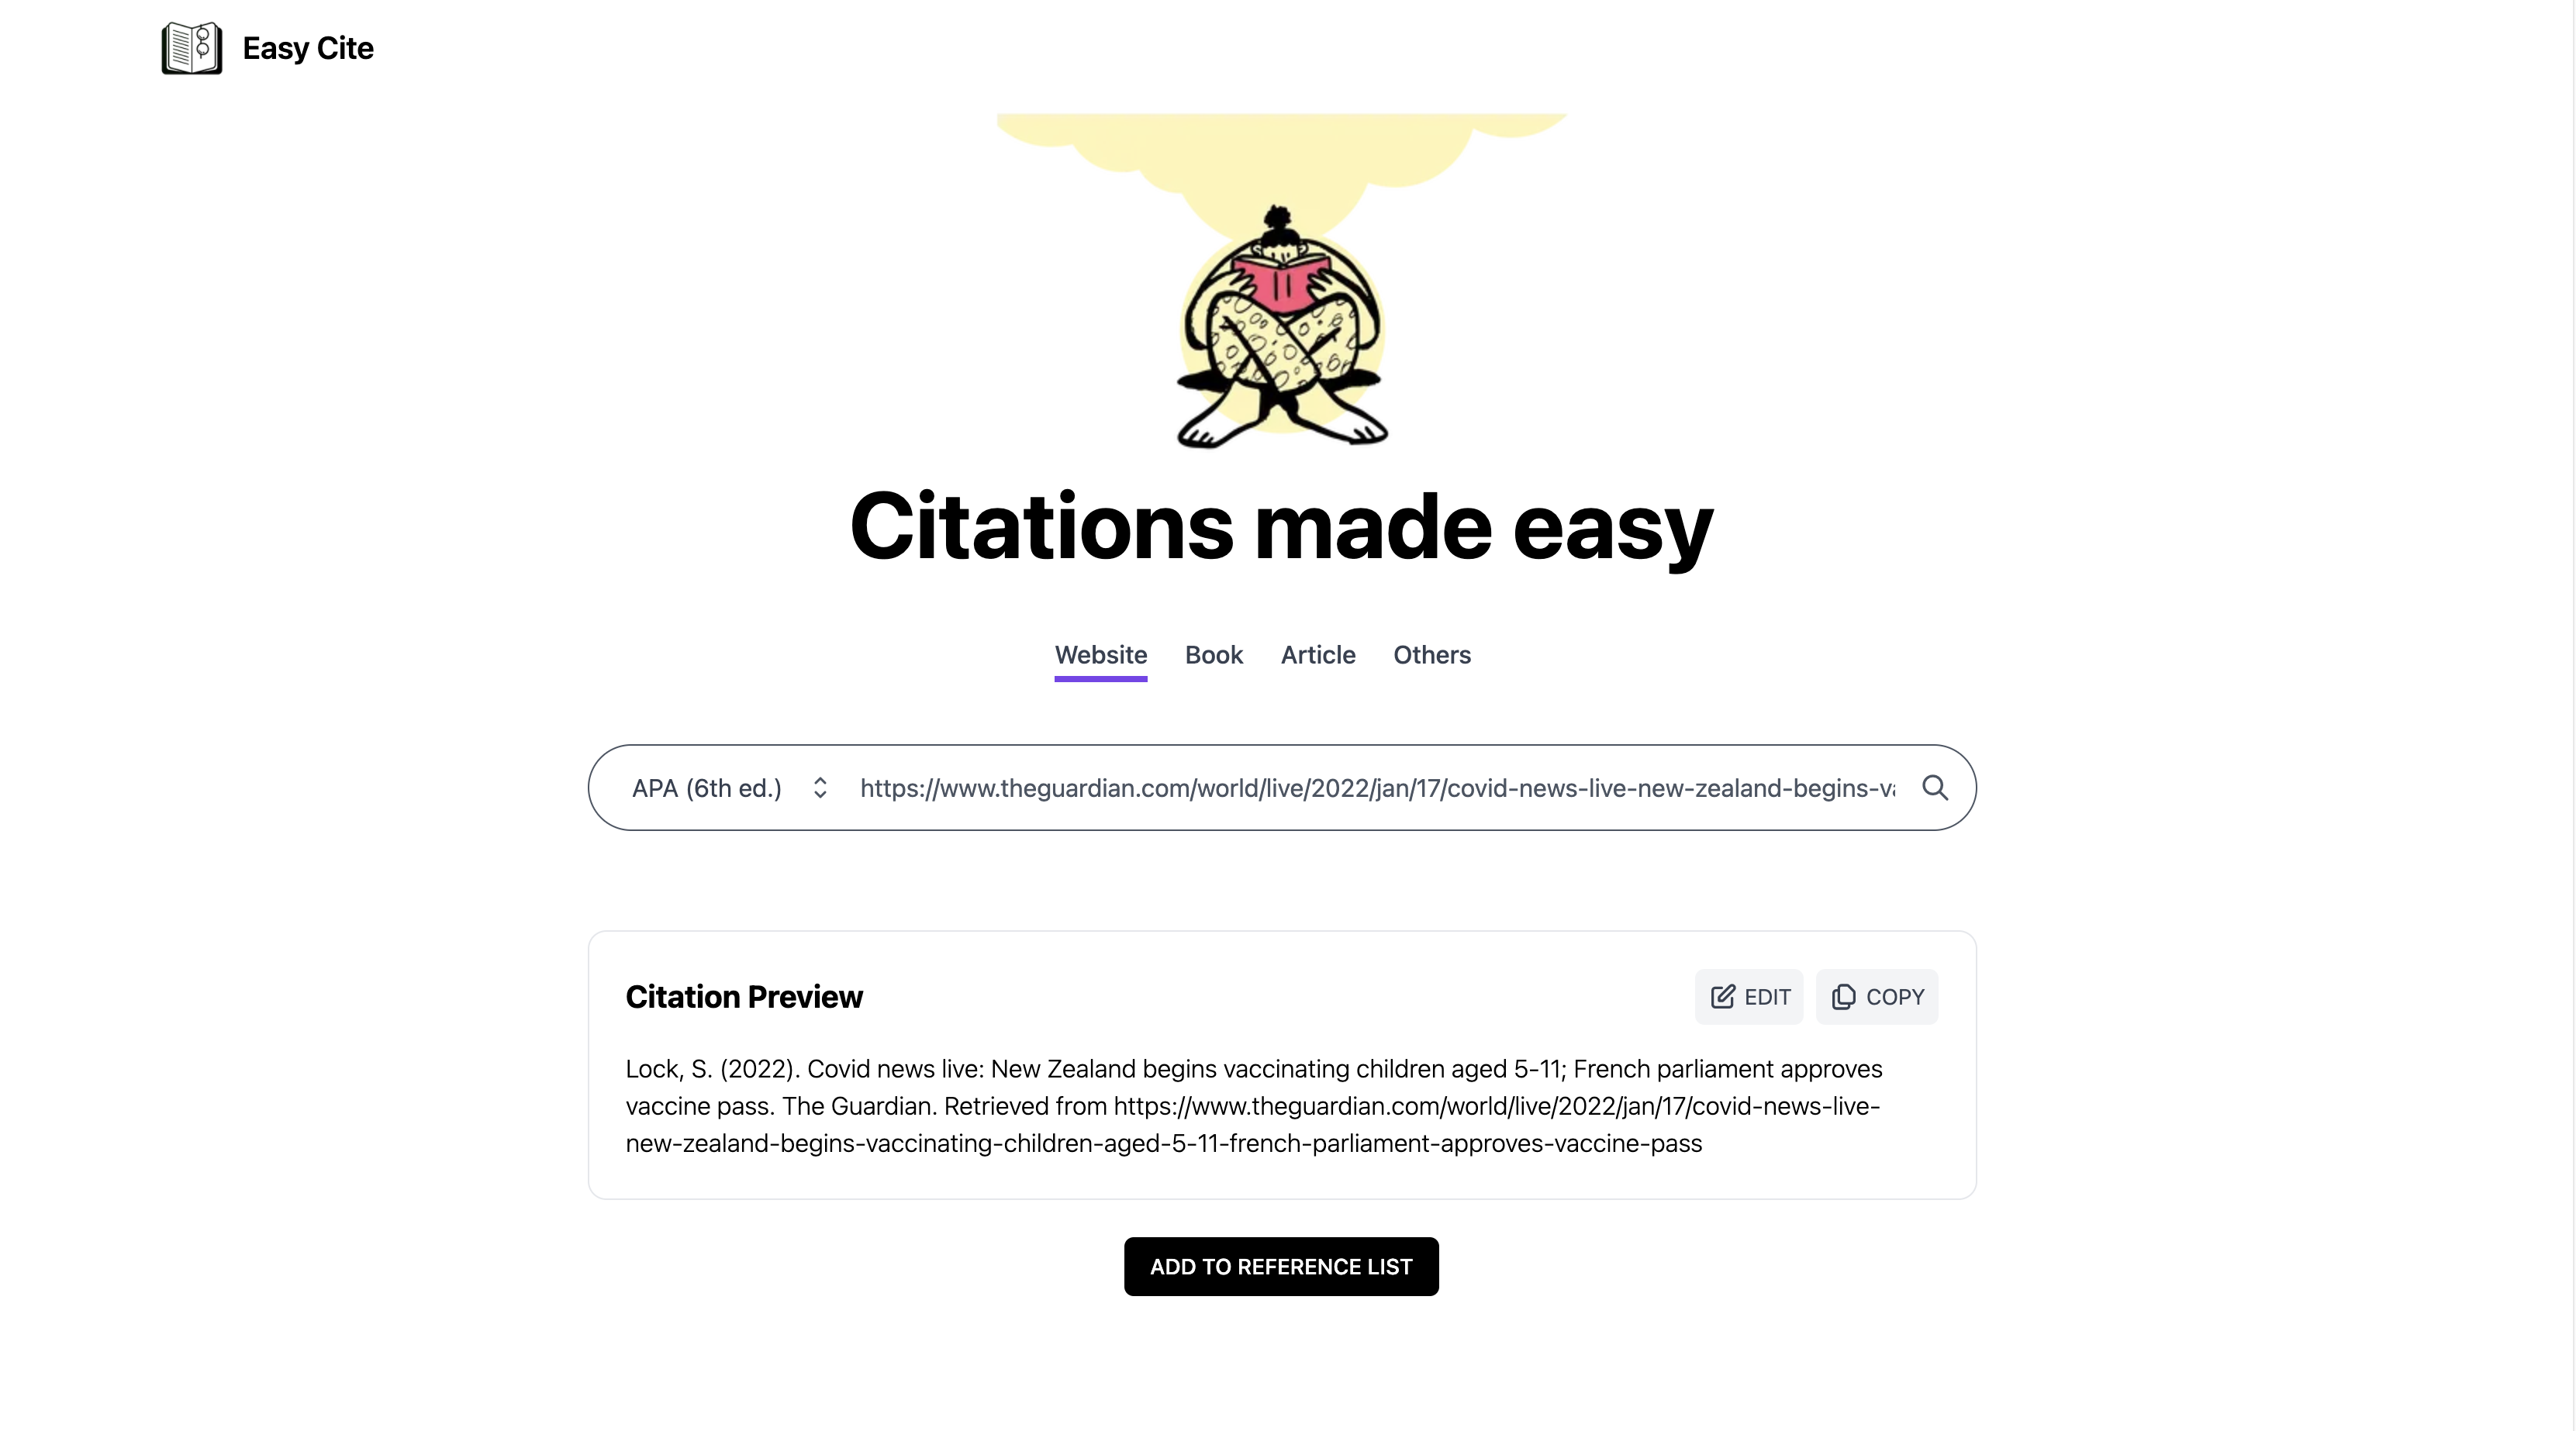 Easy Cite
Citations made easy
Website Book Article Others
APA (6th ed.) https://www.theguardian.com/world/live/2022/jan/17/covid-news-live-new-zealand-begins-va
Citation Preview EDIT COPY
Lock, S. (2022). Covid news live: New Zealand begins vaccinating children aged 5-11; French parliament approves
vaccine pass. The Guardian. Retrieved from https://www.theguardian.com/world/live/2022/jan/17/covid-news-live-
new-zealand-begins-vaccinating-children-aged-5-11-french-parliament-approves-vaccine-pass
ADD TO REFERENCE LIST